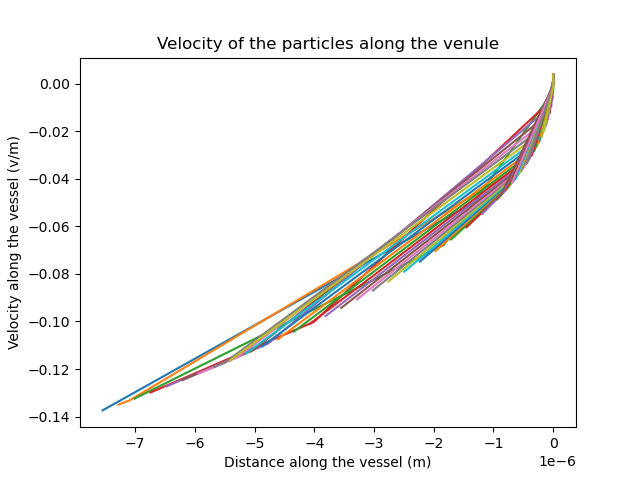 Velocity of the particles along the venule
Velocity along the vessel (v/m)
0.00
−0.02
−0.04
−0.06
−0.08
−0.10
−0.12
−0.14
−7 −6 −5 −4 −3 −2 −1 0
1e−6
Distance along the vessel (m)